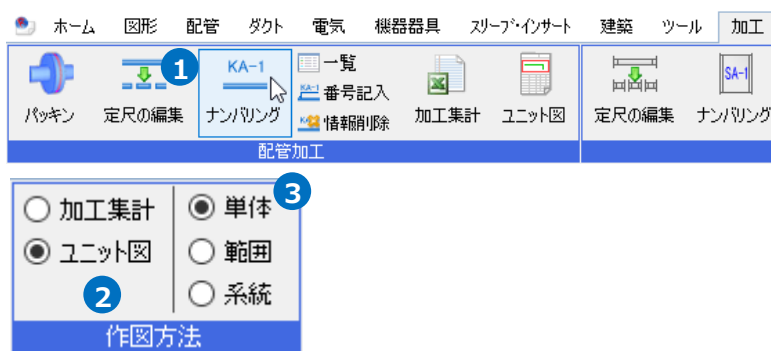 ホーム 図形 配管 ダクト 電気 機器器具 スリーブ・インサート 建築 ツール 加工
1
KA-1
一覧
番号記入
情報削除
SA-1
パッキン 定尺の編集 ナンバリング 加工集計 ユニット図 定尺の編集 ナンバリング
配管加工
3
加工集計 単体
ユニット図 範囲
2
系統
作図方法